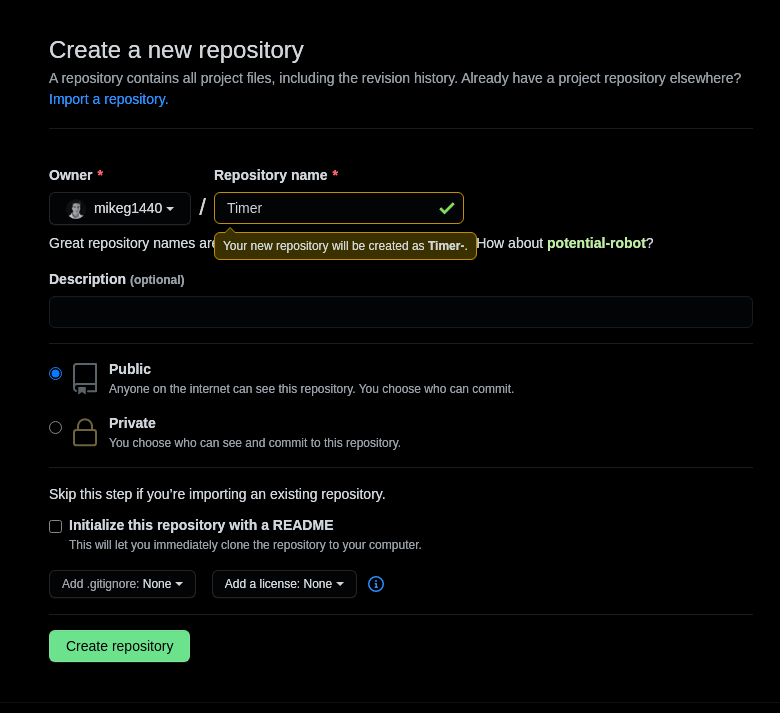 Create a new repository
A repository contains all project files, including the revision history. Already have a project repository elsewhere?
Import a repository.
Owner * Repository name *
mikeg1440 / Timer
Great repository names are How about potential-robot?
Your new repository will be created as Timer-.
Description (optional)
Public
Anyone on the internet can see this repository. You choose who can commit.
Private
You choose who can see and commit to this repository.
Skip this step if you’re importing an existing repository.
Initialize this repository with a README
This will let you immediately clone the repository to your computer.
Add .gitignore: None Add a license: None
Create repository